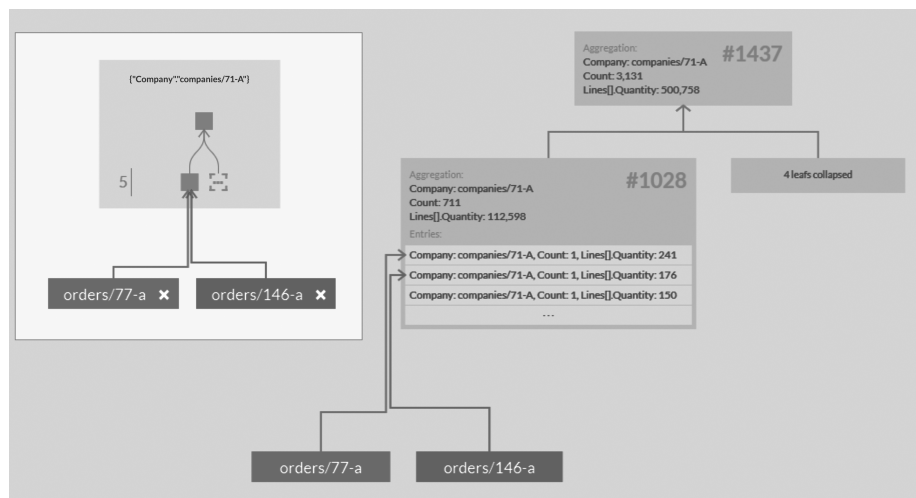 {"Company":"companies/71-A"}
5
orders/77-a ×
orders/146-a ×
Aggregation:
#1437
Company: companies/71-A
Count: 3,131
Lines[].Quantity: 500,758
Aggregation:
#1028
Company: companies/71-A
Count: 711
Lines[].Quantity: 112,598
Entries:
Company: companies/71-A, Count: 1, Lines[].Quantity: 241
Company: companies/71-A, Count: 1, Lines[].Quantity: 176
Company: companies/71-A, Count: 1, Lines[].Quantity: 150
...
4 leafs collapsed
orders/77-a
orders/146-a